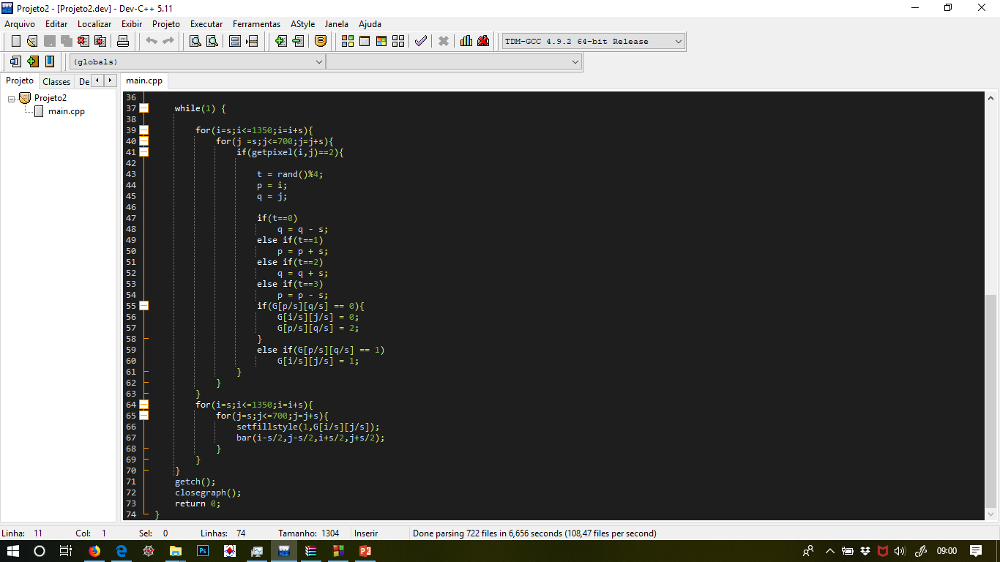 Projeto2 - [Projeto2.dev] - Dev-C++ 5.11
Arquivo Editar Localizar Exibir Projeto Executar Ferramentas AStyle Janela Ajuda
TDM-GCC 4.9.2 64-bit Release
(globals)
Projeto Classes De
main.cpp
Projeto2
main.cpp
36
37 while(1) {
38
39 for(i=s;i<=1350;i=i+s){
40 for(j =s;j<=700;j=j+s){
41 if(getpixel(i,j)==2){
42
43 t = rand()%4;
44 p = i;
45 q = j;
46
47 if(t==0)
48 q = q - s;
49 else if(t==1)
50 p = p + s;
51 else if(t==2)
52 q = q + s;
53 else if(t==3)
54 p = p - s;
55 if(G[p/s][q/s] == 0){
56 G[i/s][j/s] = 0;
57 G[p/s][q/s] = 2;
58 }
59 else if(G[p/s][q/s] == 1)
60 G[i/s][j/s] = 1;
61 }
62 }
63 }
64 for(i=s;i<=1350;i=i+s){
65 for(j=s;j<=700;j=j+s){
66 setfillstyle(1,G[i/s][j/s]);
67 bar(i-s/2,j-s/2,i+s/2,j+s/2);
68 }
69 }
70 }
71 getch();
72 closegraph();
73 return 0;
74 }
Linha: 11 Col: 1 Sel: 0 Linhas: 74 Tamanho: 1304 Inserir Done parsing 722 files in 6,656 seconds (108,47 files per second)
09:00